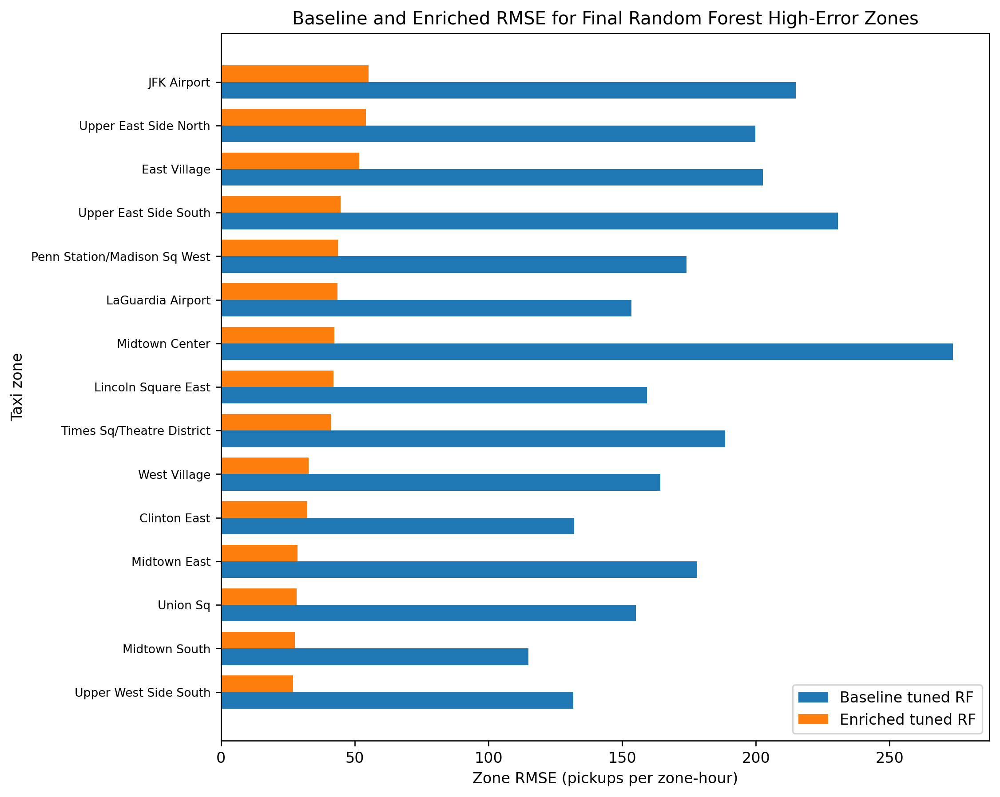 Baseline and Enriched RMSE for Final Random Forest High-Error Zones
Taxi zone
JFK Airport
Upper East Side North
East Village
Upper East Side South
Penn Station/Madison Sq West
LaGuardia Airport
Midtown Center
Lincoln Square East
Times Sq/Theatre District
West Village
Clinton East
Midtown East
Union Sq
Midtown South
Upper West Side South
Baseline tuned RF
Enriched tuned RF
0 50 100 150 200 250
Zone RMSE (pickups per zone-hour)